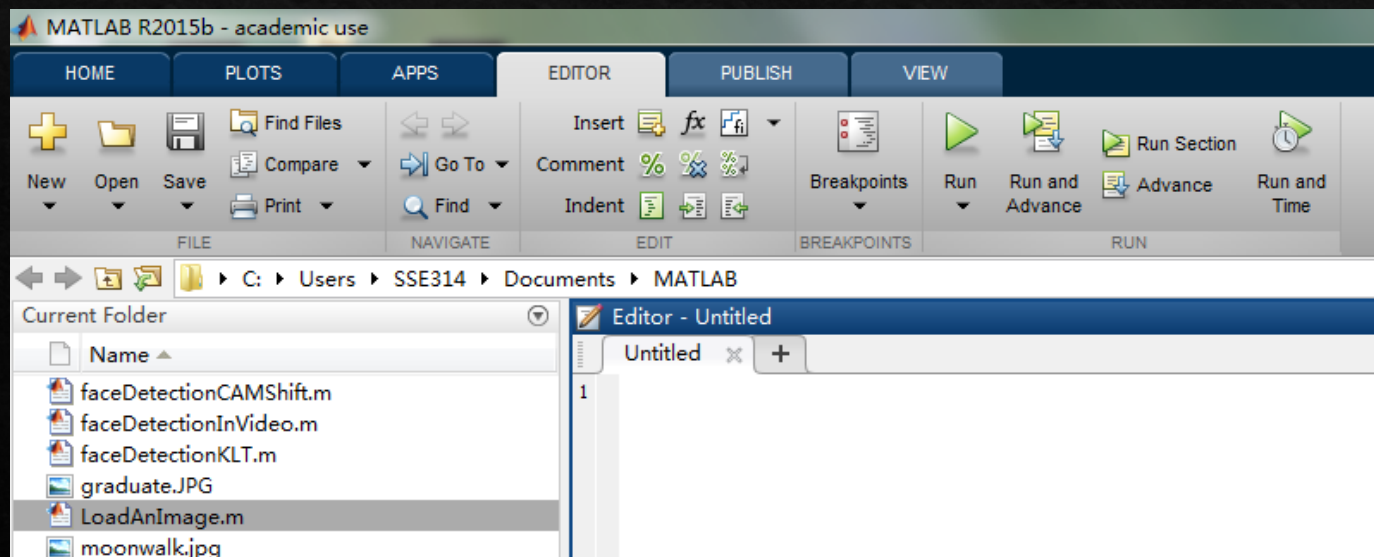 MATLAB R2015b - academic use
HOME PLOTS APPS EDITOR PUBLISH VIEW
New Open Save Find Files Compare Print
FILE
Go To Find
NAVIGATE
Insert fx fi
Comment % % %
Indent
EDIT
Breakpoints
BREAKPOINTS
Run Run and Advance Run Section Advance Run and Time
RUN
C: Users SSE314 Documents MATLAB
Current Folder
Name
faceDetectionCAMShift.m
faceDetectionInVideo.m
faceDetectionKLT.m
graduate.JPG
LoadAnImage.m
moonwalk.jpg
Editor - Untitled
Untitled +
1